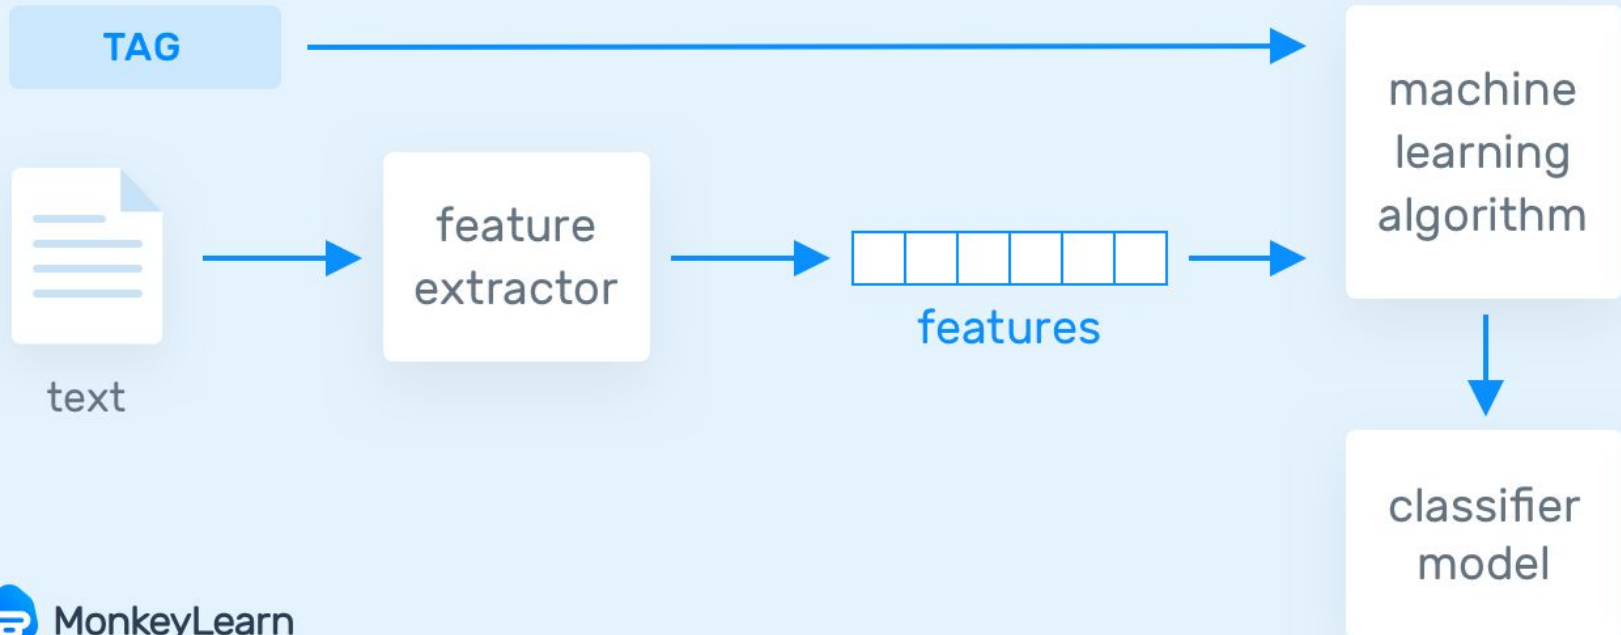 TAG
machine
learning
algorithm
feature
extractor
features
text
classifier
model
MonkeyLearn